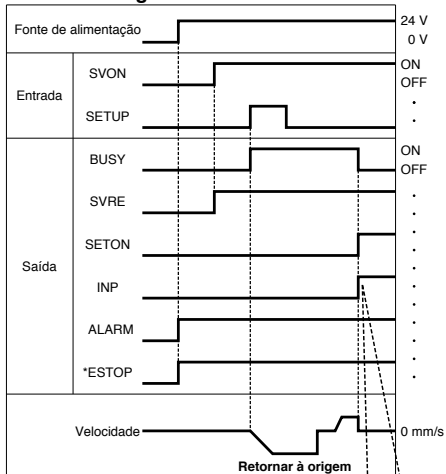 Fonte de alimentação
24 V
0 V
Entrada
SVON
ON
OFF
SETUP
Saída
BUSY
ON
OFF
SVRE
SETON
INP
ALARM
*ESTOP
Velocidade
0 mm/s
Retornar à origem